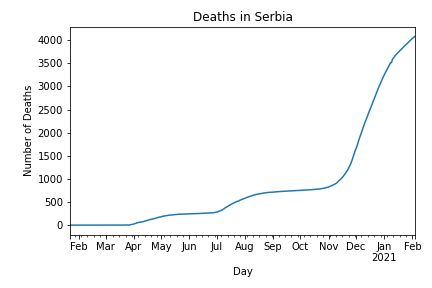 Deaths in Serbia
4000
3500
3000
2500
2000
1500
1000
500
0
Number of Deaths
Feb Mar Apr May Jun Jul Aug Sep Oct Nov Dec Jan Feb
2021
Day